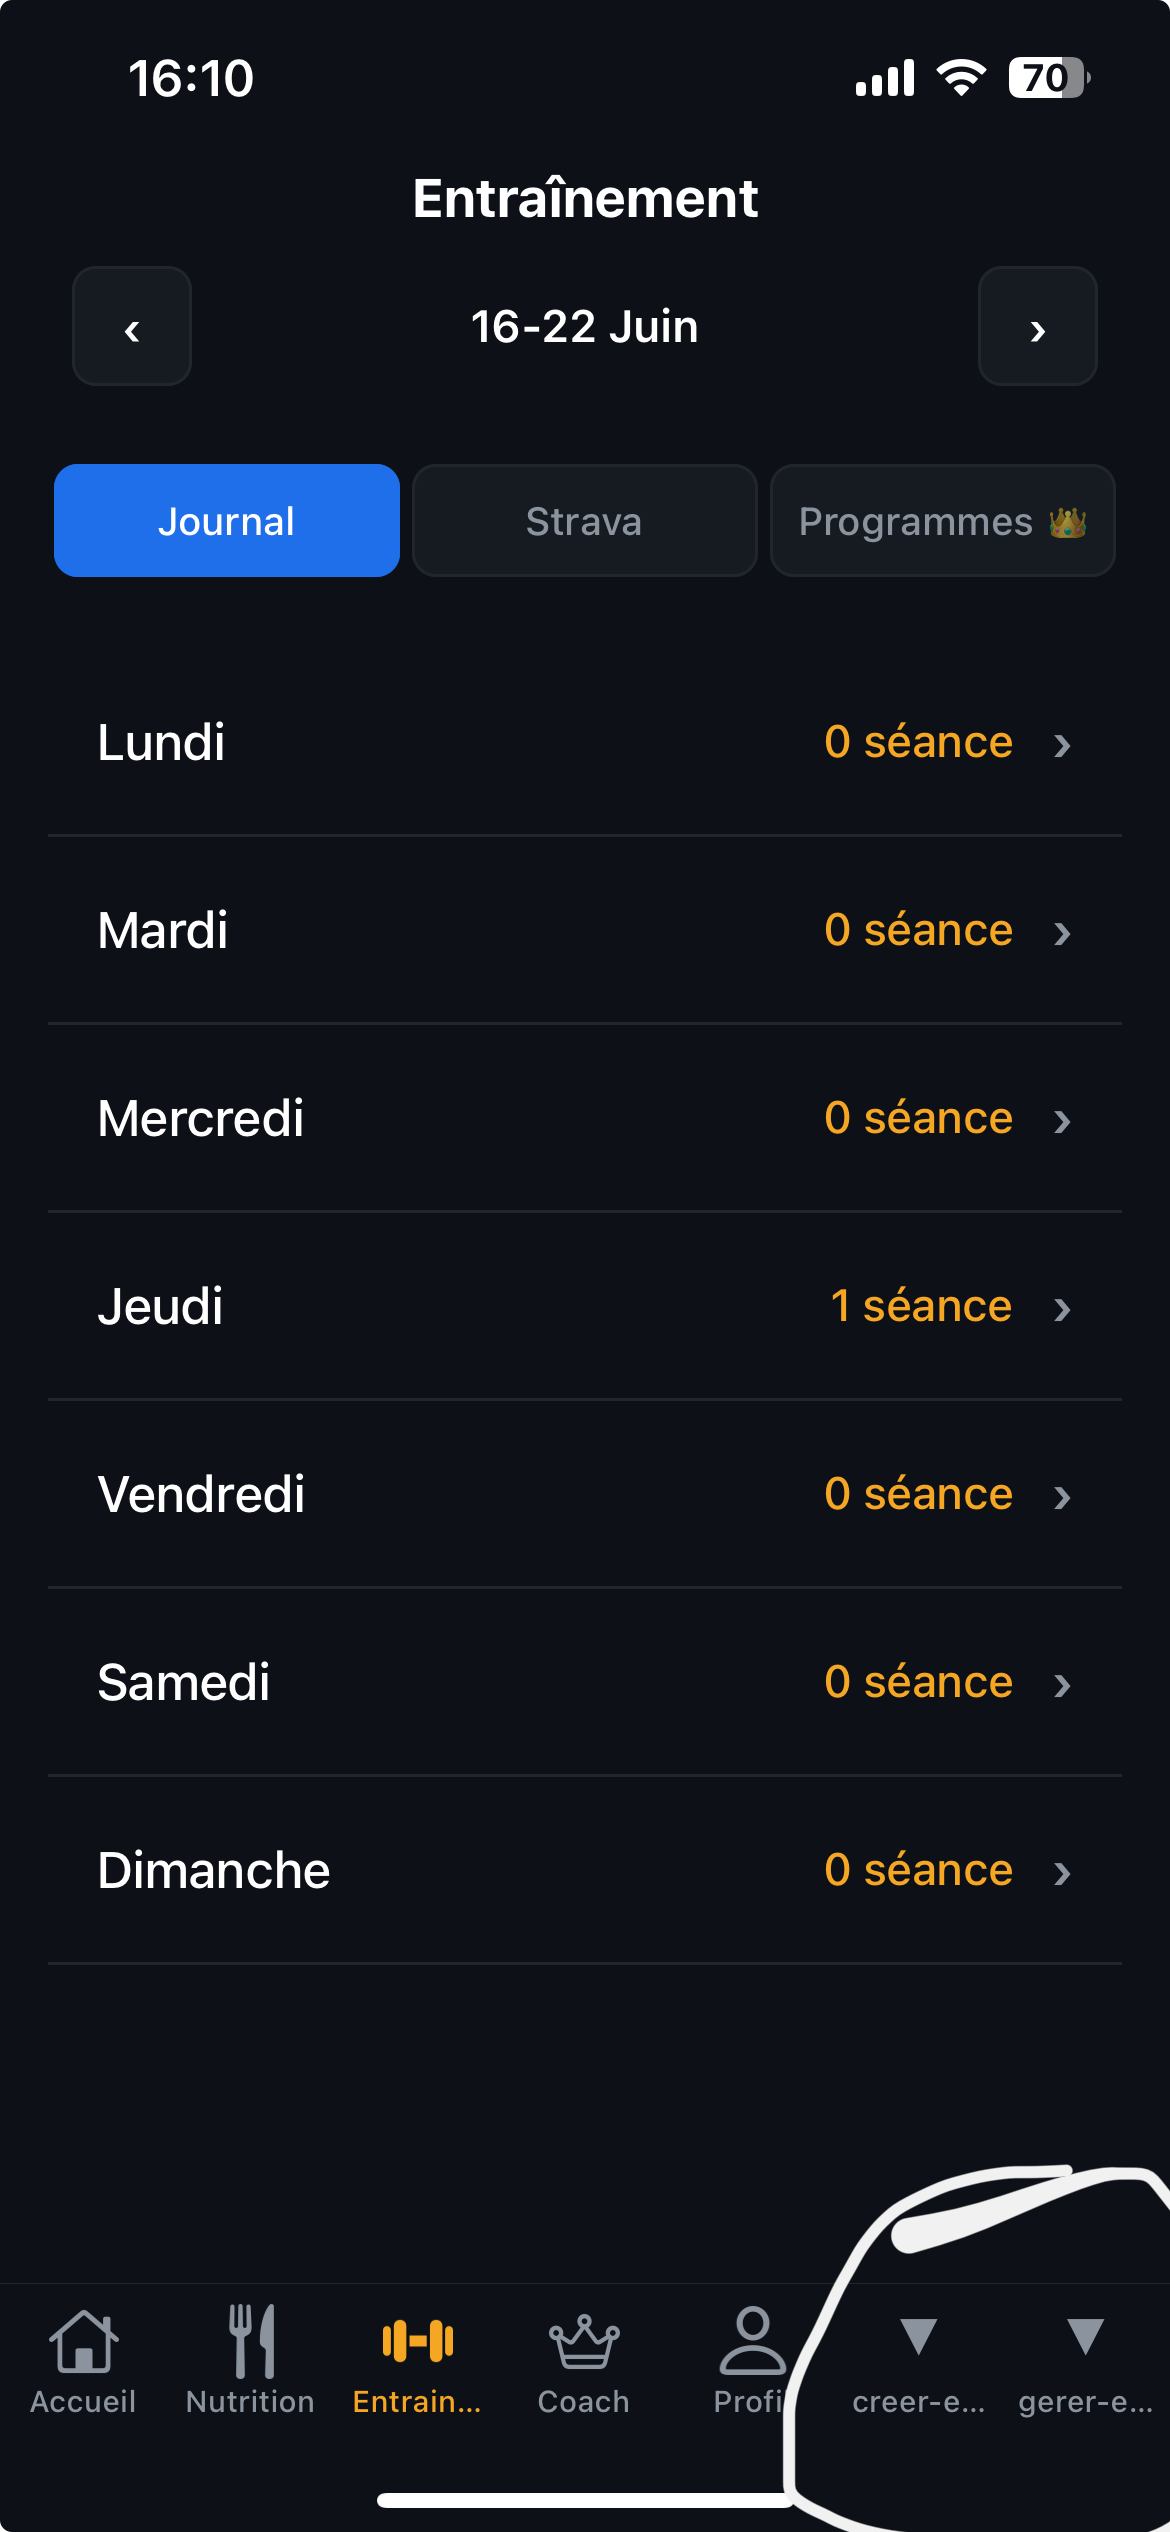 16:10
70
Entraînement
‹ 16-22 Juin ›
Journal Strava Programmes
Lundi 0 séance ›
Mardi 0 séance ›
Mercredi 0 séance ›
Jeudi 1 séance ›
Vendredi 0 séance ›
Samedi 0 séance ›
Dimanche 0 séance ›
Accueil Nutrition Entrain... Coach Profi creer-e... gerer-e...